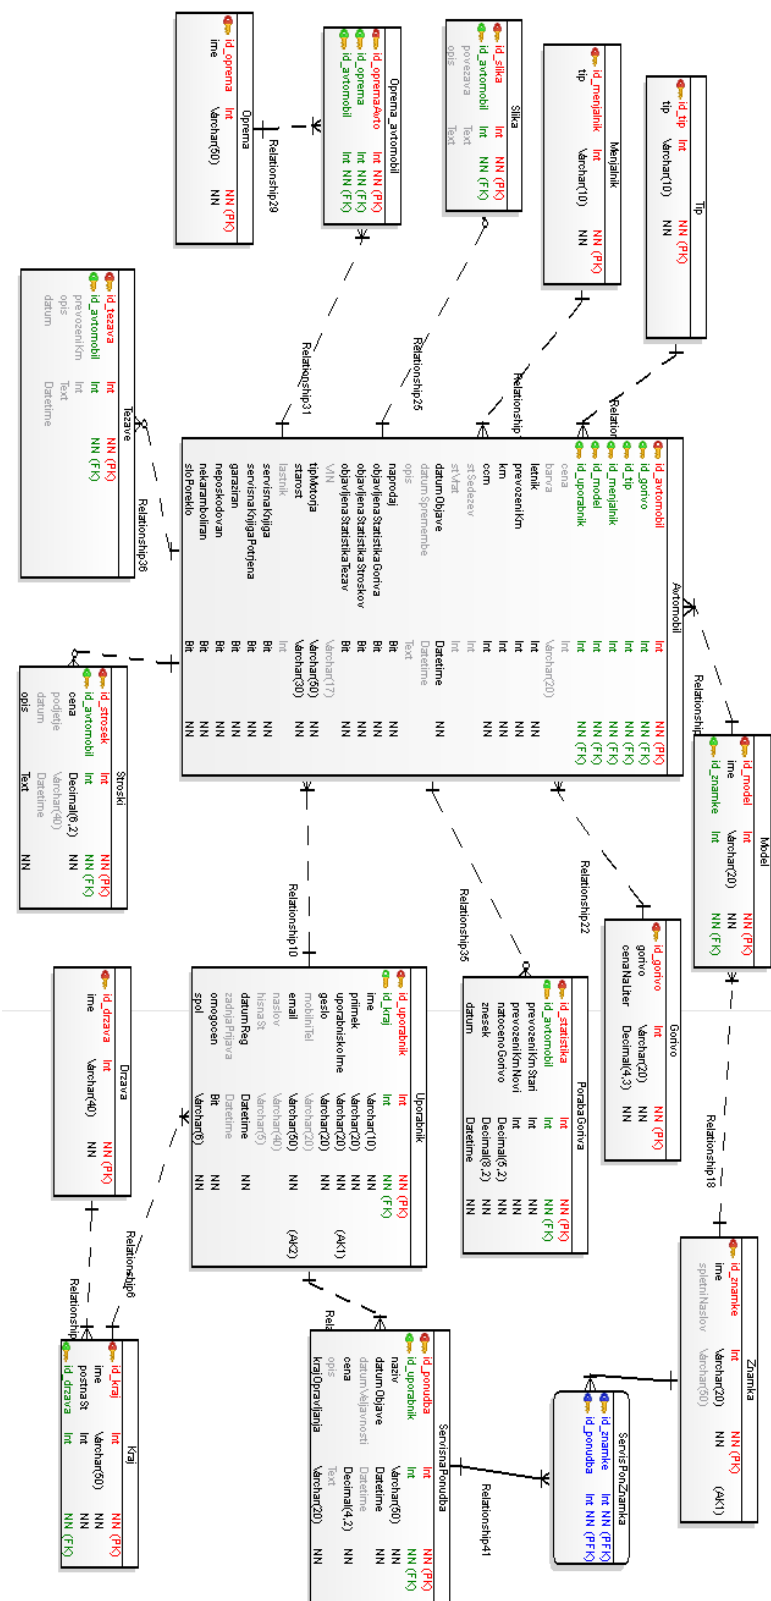 Tip
id_tip Int NN (PK)
tip Varchar(10) NN
Menjalnik
id_menjalnik Int NN (PK)
tip Varchar(10) NN
Slika
id_slika Int NN (PK)
id_avtomobil Int NN (FK)
povezava Text
opis Text
Oprema_avtomobil
id_opremaAvto Int NN (PK)
id_oprema Int NN (FK)
id_avtomobil Int NN (FK)
Oprema
id_oprema Int NN (PK)
ime Varchar(50) NN
Relationship29
Relationship31
Relationship25
Relationship
Relation
Avtomobil
id_avtomobil Int NN (PK)
id_gorivo Int NN (FK)
id_tip Int NN (FK)
id_menjalnik Int NN (FK)
id_model Int NN (FK)
id_uporabnik Int NN (FK)
cena Int
barva Varchar(20)
letnik Int NN
prevozeniKm Int NN
km Int NN
ccm Int NN
stSedezev Int
stVrat Int
datumObjave Datetime NN
datumSpremembe Datetime
opis Text
naprodaj Bit NN
objavljenaStatistikaGoriva Bit NN
objavljenaStatistikaStroskov Bit NN
objavljenaStatistikaTezav Bit NN
VIN Varchar(17)
tipMotorja Varchar(50) NN
starost Varchar(30) NN
lastnik Int
servisnaKnjiga Bit NN
servisnaKnjigaPotrjena Bit NN
garaziran Bit NN
neposkodovan Bit NN
nekaramboliran Bit NN
sloPoreklo Bit NN
Tezave
id_tezava Int NN (PK)
id_avtomobil Int NN (FK)
prevozeniKm Int
opis Text
datum Datetime
Relationship36
Stroski
id_strosek Int NN (PK)
id_avtomobil Int NN (FK)
cena Decimal(6,2) NN
podjetje Varchar(40)
datum Datetime
opis Text NN
Relationship
Model
id_model Int NN (PK)
ime Varchar(20) NN
id_znamke Int NN (FK)
Relationship22
Relationship35
Relationship10
Relationship18
Gorivo
id_gorivo Int NN (PK)
gorivo Varchar(20) NN
cenaNaLiter Decimal(4,3) NN
PorabaGoriva
id_statistika Int NN (PK)
id_avtomobil Int NN (FK)
prevozeniKmStari Int NN
prevozeniKmNovi Int NN
natocenoGorivo Decimal(5,2) NN
znesek Decimal(8,2) NN
datum Datetime NN
Uporabnik
id_uporabnik Int NN (PK)
id_kraj Int NN (FK)
ime Varchar(10) NN
priimek Varchar(20) NN
uporabniskoIme Varchar(20) NN (AK1)
geslo Varchar(20) NN
mobilniTel Varchar(20)
email Varchar(50) NN (AK2)
naslov Varchar(40)
hisnaSt Varchar(5)
datumReg Datetime NN
zadnjaPrijava Datetime
omogocen Bit NN
spol Varchar(6) NN
Drzava
id_drzava Int NN (PK)
ime Varchar(40) NN
Relationship6
Relationship
Kraj
id_kraj Int NN (PK)
ime Varchar(50) NN
postnaSt Int NN
id_drzava Int NN (FK)
Znamka
id_znamke Int NN (PK)
ime Varchar(20) NN (AK1)
spletniNaslov Varchar(50)
ServisPonZnamka
id_znamke Int NN (PFK)
id_ponudba Int NN (PFK)
Relationship41
Rela
ServisnaPonudba
id_ponudba Int NN (PK)
id_uporabnik Int NN (FK)
naziv Varchar(50) NN
datumObjave Datetime NN
datumVeljavnosti Datetime
cena Decimal(4,2) NN
opis Text
krajOpravljanja Varchar(20) NN